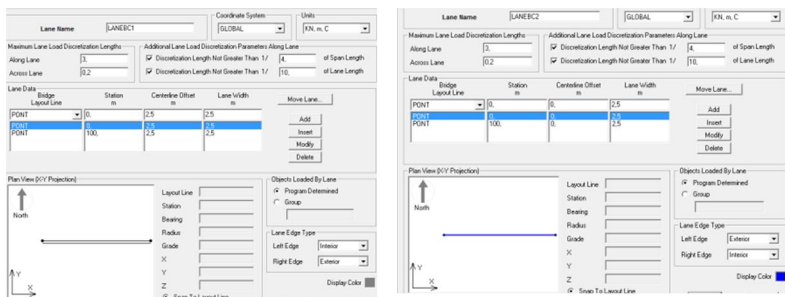 Lane Name LANEBC1
Coordinate System
GLOBAL
Units
KN, m, C
Maximum Lane Load Discretization Lengths
Along Lane 3,
Across Lane 0,2
Additional Lane Load Discretization Parameters Along Lane
Discretization Length Not Greater Than 1/ 4, of Span Length
Discretization Length Not Greater Than 1/ 10, of Lane Length
Lane Data
Bridge Layout Line Station m Centerline Offset m Lane Width m
PONT 0, 2,5 2,5
PONT 0, 2,5 2,5
PONT 100, 2,5 2,5
Move Lane...
Add
Insert
Modify
Delete
Plan View (X-Y Projection)
North
Y
X
Layout Line
Station
Bearing
Radius
Grade
X
Y
Z
Snap To Layout Line
Objects Loaded By Lane
Program Determined
Group
Lane Edge Type
Left Edge Interior
Right Edge Exterior
Display Color
Lane Name LANEBC2
GLOBAL
KN, m, C
Maximum Lane Load Discretization Lengths
Along Lane 3,
Across Lane 0,2
Additional Lane Load Discretization Parameters Along Lane
Discretization Length Not Greater Than 1/ 4, of Span Length
Discretization Length Not Greater Than 1/ 10, of Lane Length
Lane Data
Bridge Layout Line Station m Centerline Offset m Lane Width m
PONT 0, 0, 2,5
PONT 0, 0, 2,5
PONT 100, 0, 2,5
Move Lane...
Add
Insert
Modify
Delete
Plan View (X-Y Projection)
North
Y
X
Layout Line
Station
Bearing
Radius
Grade
X
Y
Z
Snap To Layout Line
Objects Loaded By Lane
Program Determined
Group
Lane Edge Type
Left Edge Exterior
Right Edge Interior
Display Color